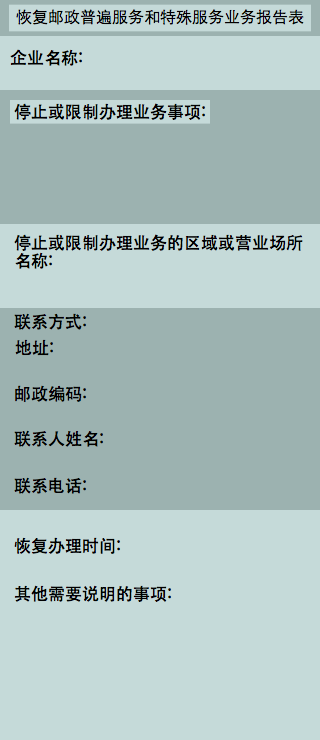 恢复邮政普遍服务和特殊服务业务报告表
企业名称:
停止或限制办理业务事项:
停止或限制办理业务的区域或营业场所
名称:
联系方式:
地址:
邮政编码:
联系人姓名:
联系电话:
恢复办理时间:
其他需要说明的事项: